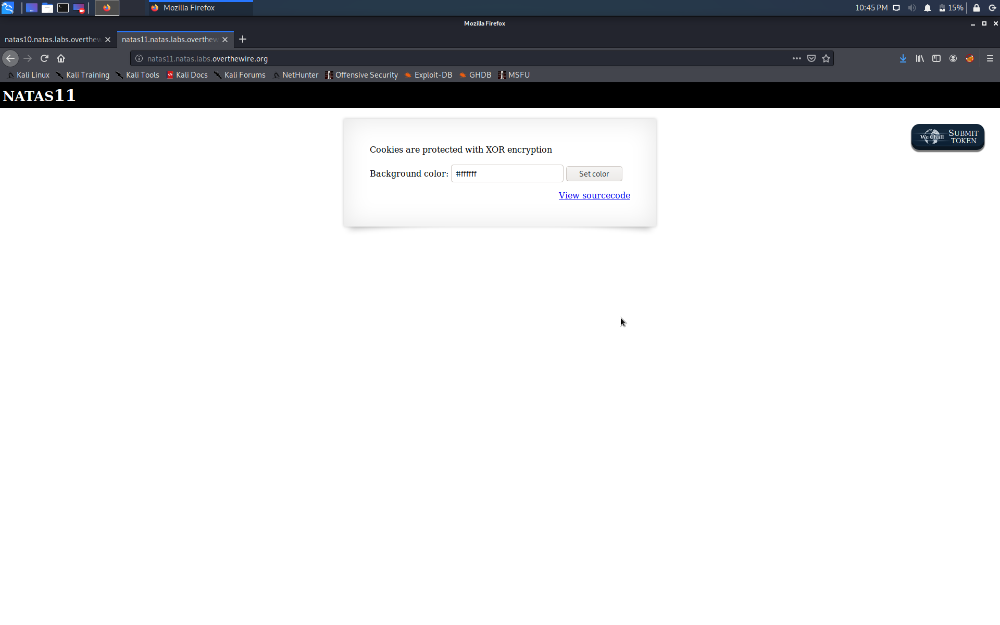 Mozilla Firefox
10:45 PM
15%
Mozilla Firefox
natas10.natas.labs.overthew
natas11.natas.labs.overthew
natas11.natas.labs.overthewire.org
Kali Linux
Kali Training
Kali Tools
Kali Docs
Kali Forums
NetHunter
Offensive Security
Exploit-DB
GHDB
MSFU
NATAS11
We Chall
SUBMIT
TOKEN
Cookies are protected with XOR encryption
Background color: #ffffff Set color
View sourcecode